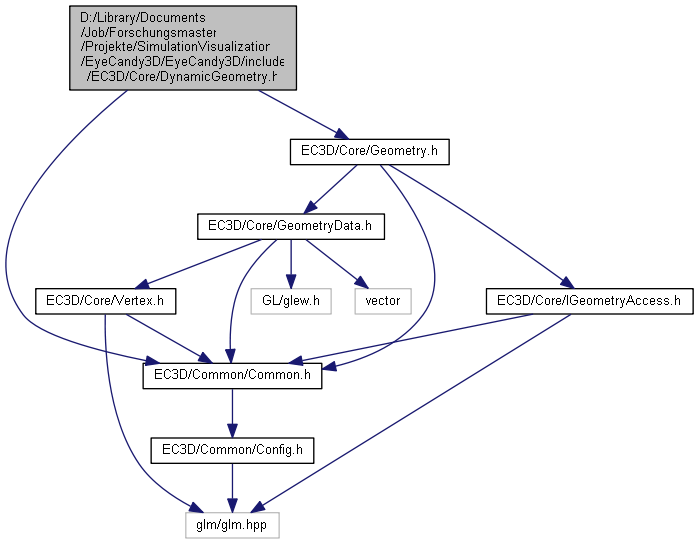 D:/Library/Documents
/Job/Forschungsmaster
/Projekte/SimulationVisualization
/EyeCandy3D/EyeCandy3D/include
/EC3D/Core/DynamicGeometry.h
EC3D/Core/Geometry.h
EC3D/Core/GeometryData.h
EC3D/Core/Vertex.h
GL/glew.h
vector
EC3D/Core/IGeometryAccess.h
EC3D/Common/Common.h
EC3D/Common/Config.h
glm/glm.hpp